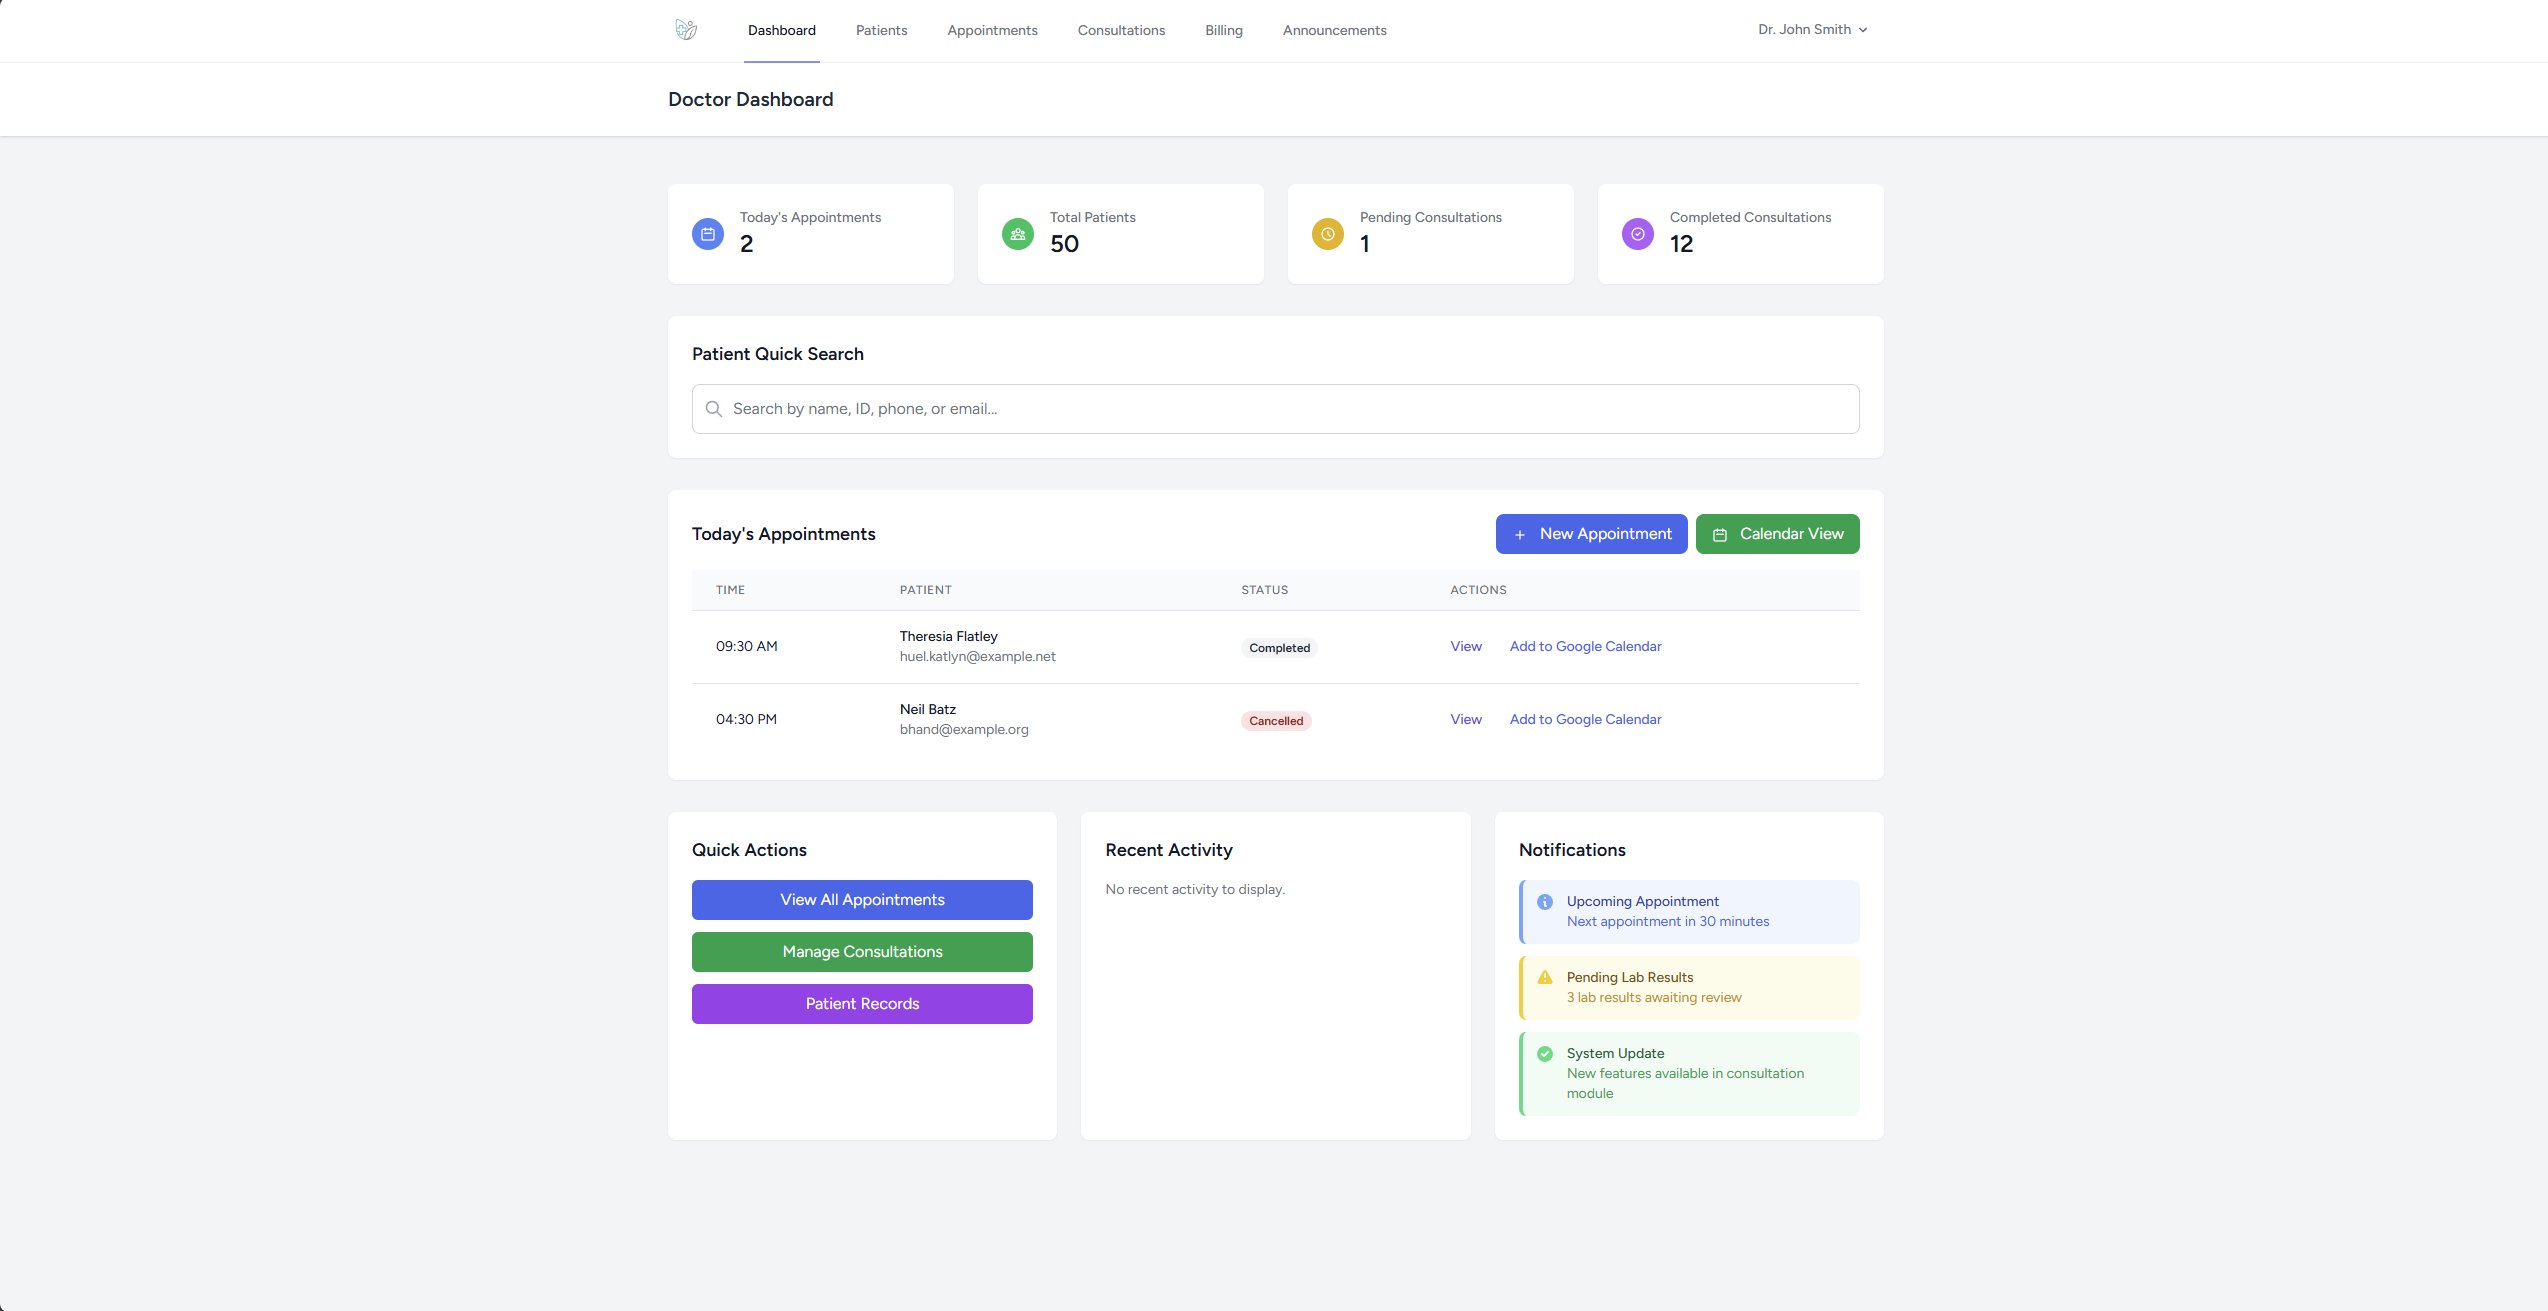 Dashboard Patients Appointments Consultations Billing Announcements Dr. John Smith
Doctor Dashboard
Today's Appointments
2
Total Patients
50
Pending Consultations
1
Completed Consultations
12
Patient Quick Search
Search by name, ID, phone, or email...
Today's Appointments
+ New Appointment
Calendar View
TIME PATIENT STATUS ACTIONS
09:30 AM Theresia Flatley Completed View Add to Google Calendar
huel.katlyn@example.net
04:30 PM Neil Batz Cancelled View Add to Google Calendar
bhand@example.org
Quick Actions
View All Appointments
Manage Consultations
Patient Records
Recent Activity
No recent activity to display.
Notifications
Upcoming Appointment
Next appointment in 30 minutes
Pending Lab Results
3 lab results awaiting review
System Update
New features available in consultation
module